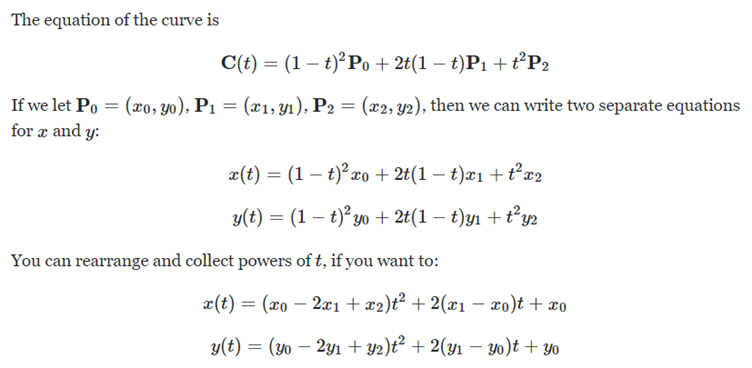 The equation of the curve is
C(t) = (1 − t)²P₀ + 2t(1 − t)P₁ + t²P₂
If we let P₀ = (x₀, y₀), P₁ = (x₁, y₁), P₂ = (x₂, y₂), then we can write two separate equations
for x and y:
x(t) = (1 − t)²x₀ + 2t(1 − t)x₁ + t²x₂
y(t) = (1 − t)²y₀ + 2t(1 − t)y₁ + t²y₂
You can rearrange and collect powers of t, if you want to:
x(t) = (x₀ − 2x₁ + x₂)t² + 2(x₁ − x₀)t + x₀
y(t) = (y₀ − 2y₁ + y₂)t² + 2(y₁ − y₀)t + y₀